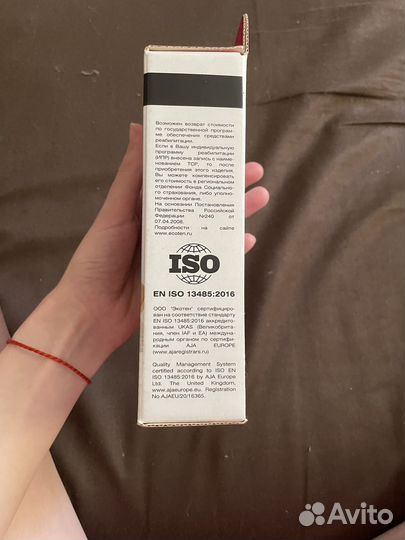 Возможен возврат стоимости
по государственной програм-
ме обеспечения средствами
реабилитации.
Если в Вашу индивидуальную
программу реабилитации
(ИПР) внесена запись с наиме-
нованием ТСР, то после
приобретения этого изделия,
Вы можете компенсировать
его стоимость в региональном
отделении Фонда Социально-
го страхования, либо уполно-
моченном органе.
На основании Постановления
Правительства Российской
Федерации №240 от
07.04.2008.
Подробности на сайте
www.ecoten.ru
ISO
EN ISO 13485:2016
ООО "Экотен" сертифициро-
ван на соответствие стандарту
EN ISO 13485:2016 аккредито-
ванным UKAS (Великобрита-
ния, член IAF и EA) междуна-
родным органом по сертифи-
кации AJA EUROPE
(www.ajaregistrars.ru)
Quality Management System
certified according to ISO EN
ISO 13485:2016 by AJA Europe
Ltd. The United Kingdom,
www.ajaeurope.eu. Registration
No AJAEU/20/16365.
Avito